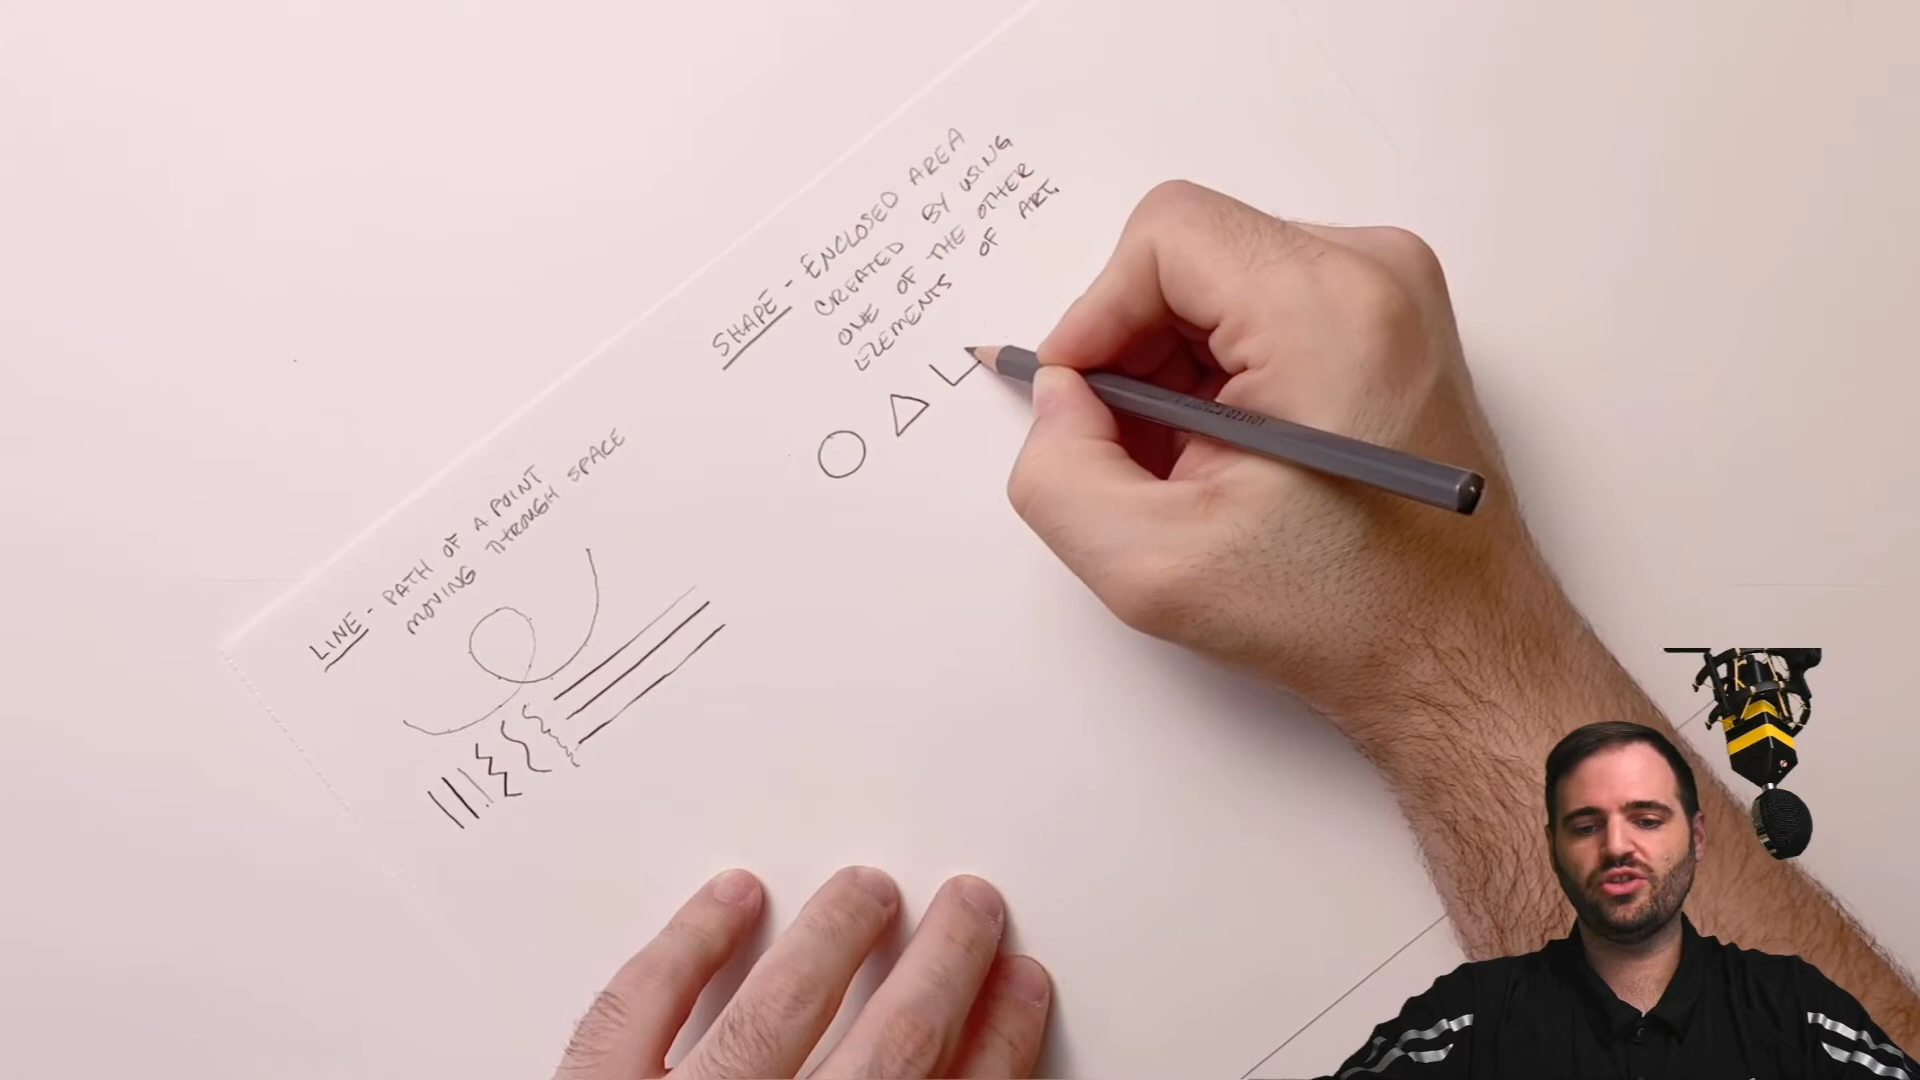 LINE - PATH OF A POINT
MOVING THROUGH SPACE
SHAPE - ENCLOSED AREA
CREATED BY USING
ONE OF THE OTHER
ELEMENTS OF ART.